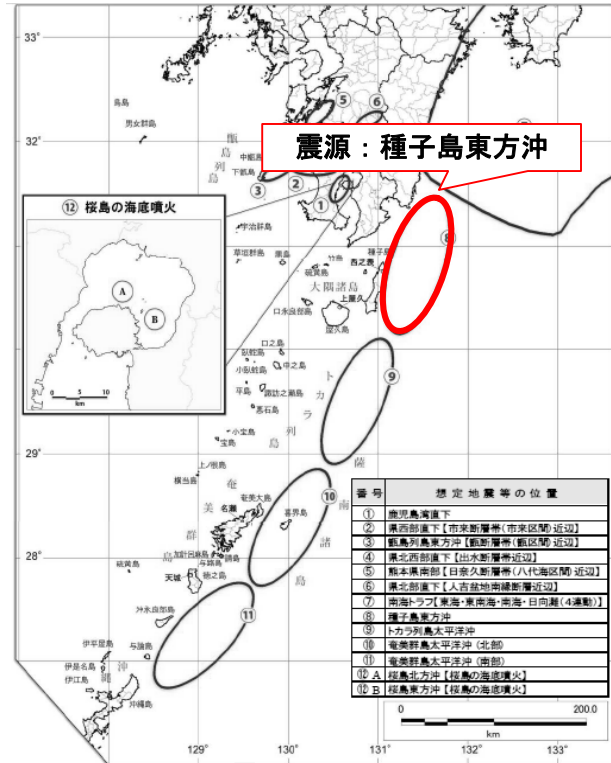 33°
32°
29°
28°
129°
130°
131°
132°
133°
震源：種子島東方沖
鳥島
男女群島
甑島列島
中甑島
下甑島
宇治群島
草垣群島
黒島
竹島
硫黄島
種子島
西之表
大隅諸島
上屋久
口永良部島
屋久島
口之島
臥蛇島
小臥蛇島
中之島
平島
諏訪之瀬島
悪石島
トカラ列島
小宝島
宝島
薩南諸島
上ノ根島
横当島
奄美群島
名瀬
奄美大島
喜界島
加計呂麻島
請島
与路島
硫黄鳥島
天城
徳之島
沖永良部島
与論島
伊平屋島
伊是名島
伊江島
沖縄
沖縄島
①
②
③
⑤
⑥
⑧
⑨
⑩
⑪
⑫ 桜島の海底噴火
A
B
0 5 10
km
番号 想定地震等の位置
① 鹿児島湾直下
② 県西部直下【市来断層帯(市来区間)近辺】
③ 甑島列島東方沖【甑断層帯(甑区間)近辺】
④ 県北西部直下【出水断層帯近辺】
⑤ 熊本県南部【日奈久断層帯(八代海区間)近辺】
⑥ 県北部直下【人吉盆地南縁断層近辺】
⑦ 南海トラフ【東海・東南海・南海・日向灘(4連動)】
⑧ 種子島東方沖
⑨ トカラ列島太平洋沖
⑩ 奄美群島太平洋沖(北部)
⑪ 奄美群島太平洋沖(南部)
⑫ A 桜島北方沖【桜島の海底噴火】
⑫ B 桜島東方沖【桜島の海底噴火】
0 200.0
km